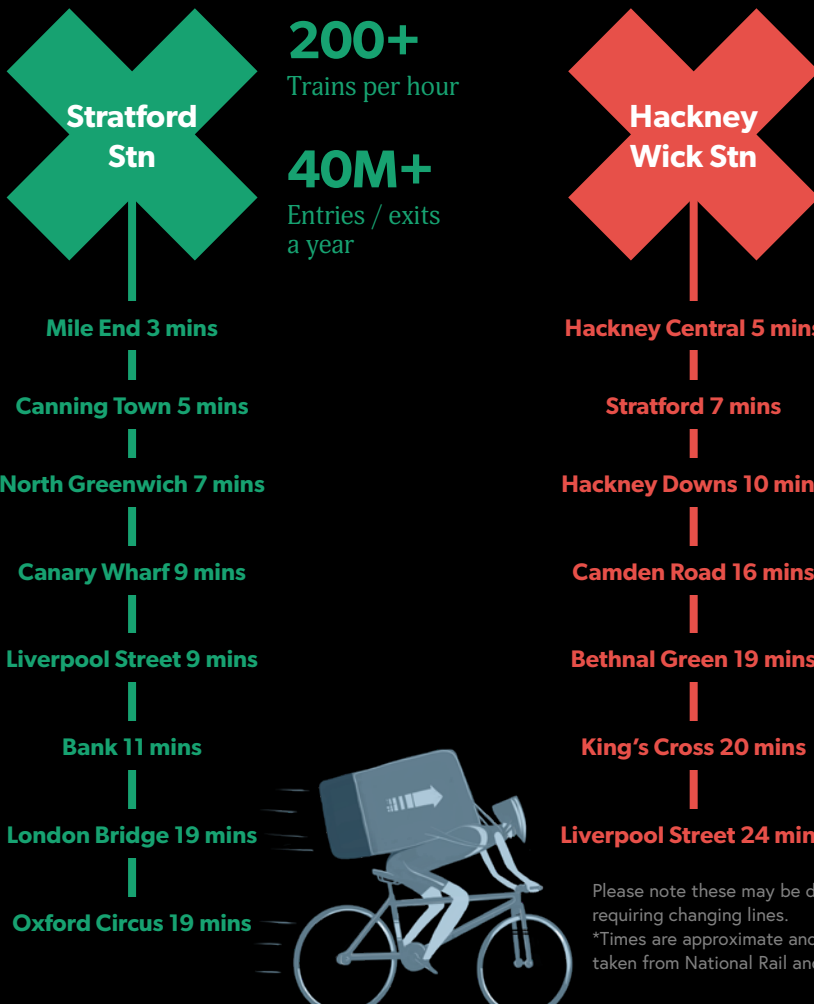 Stratford
Stn
200+
Trains per hour
40M+
Entries / exits
a year
Mile End 3 mins
Canning Town 5 mins
North Greenwich 7 mins
Canary Wharf 9 mins
Liverpool Street 9 mins
Bank 11 mins
London Bridge 19 mins
Oxford Circus 19 mins
Hackney
Wick Stn
Hackney Central 5 mins
Stratford 7 mins
Hackney Downs 10 min
Camden Road 16 mins
Bethnal Green 19 mins
King's Cross 20 mins
Liverpool Street 24 min
Please note these may be
requiring changing lines.
*Times are approximate and
taken from National Rail and